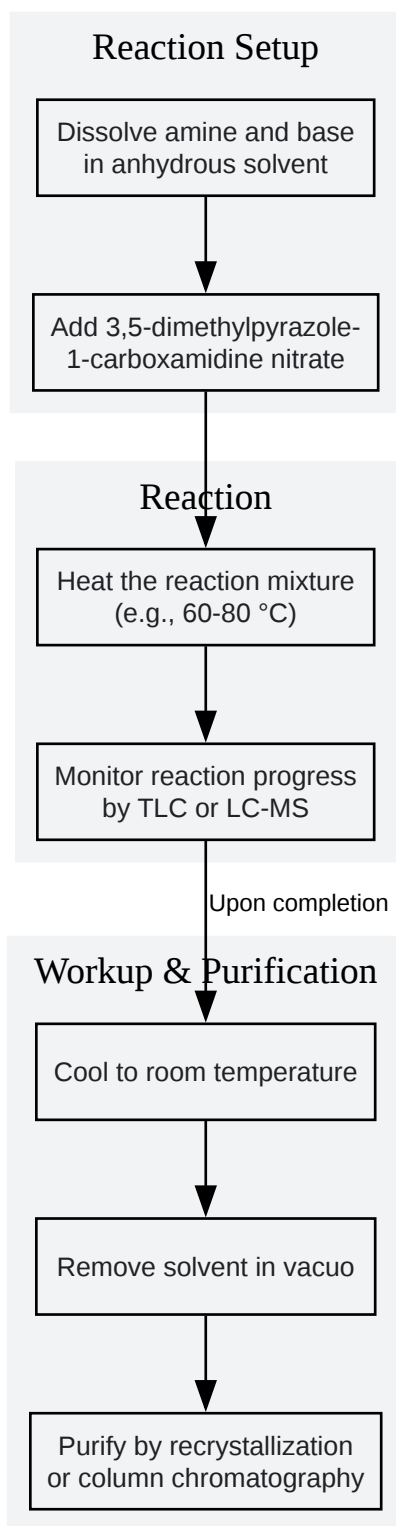 Reaction Setup
Dissolve amine and base
in anhydrous solvent
Add 3,5-dimethylpyrazole-
1-carboxamidine nitrate
Reaction
Heat the reaction mixture
(e.g., 60-80 °C)
Monitor reaction progress
by TLC or LC-MS
Upon completion
Workup & Purification
Cool to room temperature
Remove solvent in vacuo
Purify by recrystallization
or column chromatography